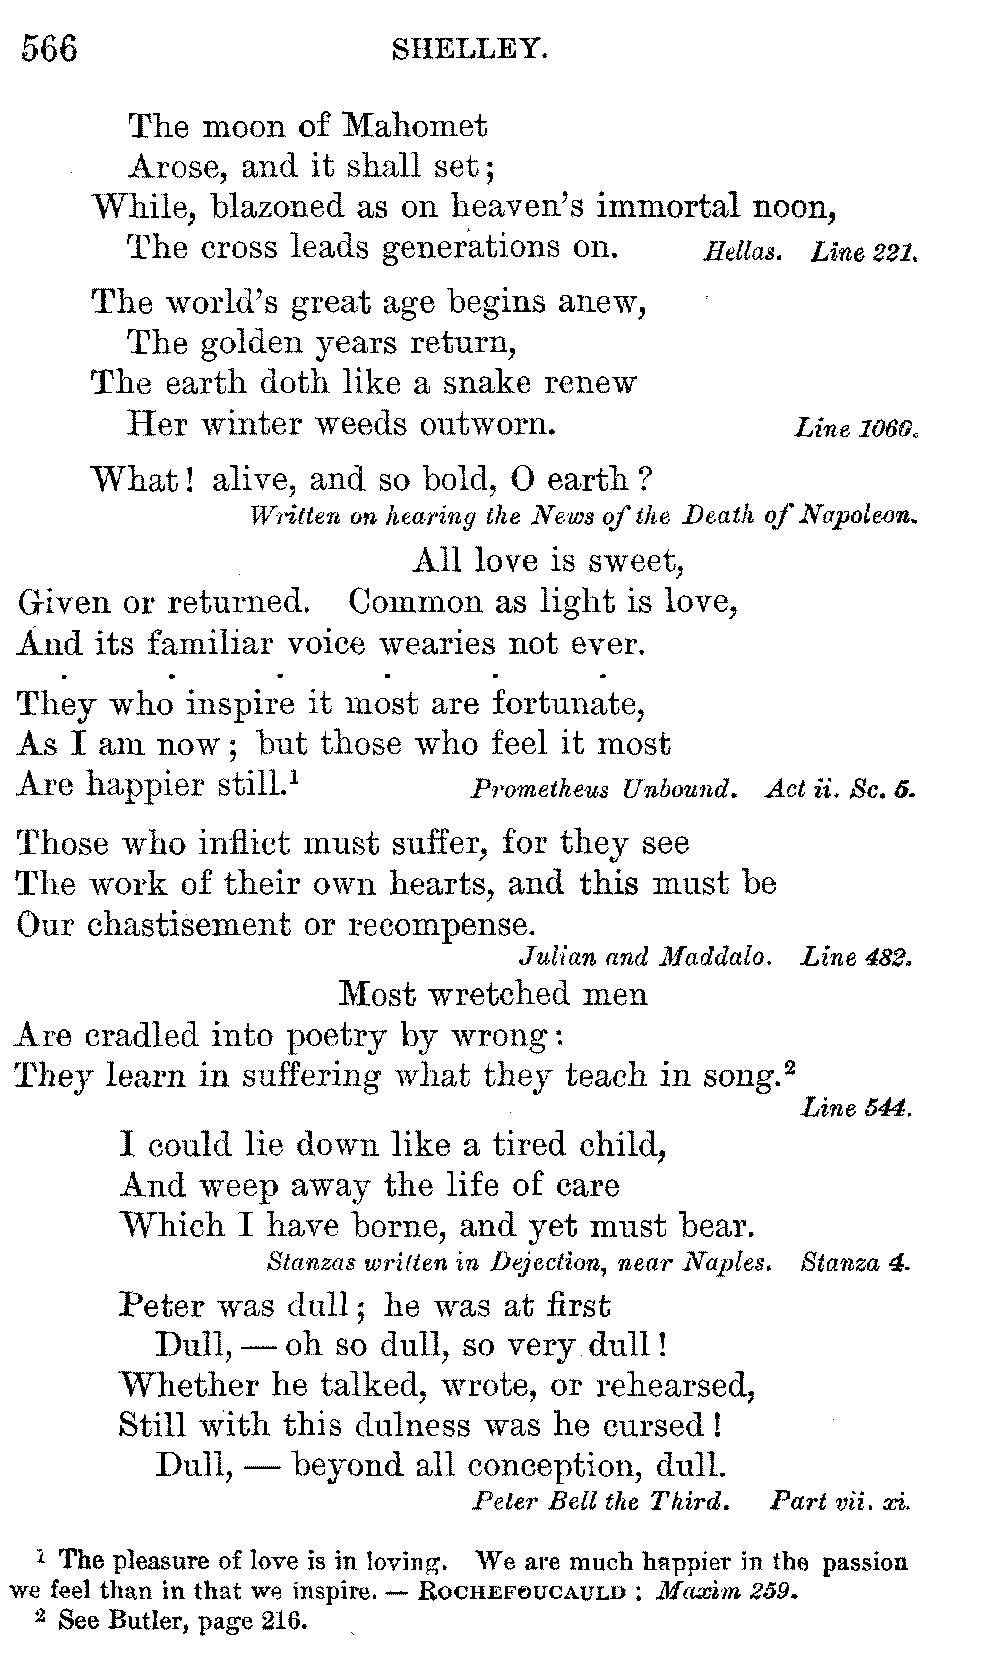 566 SHELLEY.
The moon of Mahomet
Arose, and it shall set;
While, blazoned as on heaven's immortal noon,
The cross leads generations on. Hellas. Line 221.
The world's great age begins anew,
The golden years return,
The earth doth like a snake renew
Her winter weeds outworn. Line 1060.
What! alive, and so bold, O earth?
Written on hearing the News of the Death of Napoleon.
All love is sweet,
Given or returned. Common as light is love,
And its familiar voice wearies not ever.
. . . . . .
They who inspire it most are fortunate,
As I am now; but those who feel it most
Are happier still.¹ Prometheus Unbound. Act ii. Sc. 5.
Those who inflict must suffer, for they see
The work of their own hearts, and this must be
Our chastisement or recompense.
Julian and Maddalo. Line 482.
Most wretched men
Are cradled into poetry by wrong:
They learn in suffering what they teach in song.²
Line 544.
I could lie down like a tired child,
And weep away the life of care
Which I have borne, and yet must bear.
Stanzas written in Dejection, near Naples. Stanza 4.
Peter was dull; he was at first
Dull, — oh so dull, so very dull!
Whether he talked, wrote, or rehearsed,
Still with this dulness was he cursed!
Dull, — beyond all conception, dull.
Peter Bell the Third. Part vii. xi.
¹ The pleasure of love is in loving. We are much happier in the passion
we feel than in that we inspire. — ROCHEFOUCAULD: Maxim 259.
² See Butler, page 216.